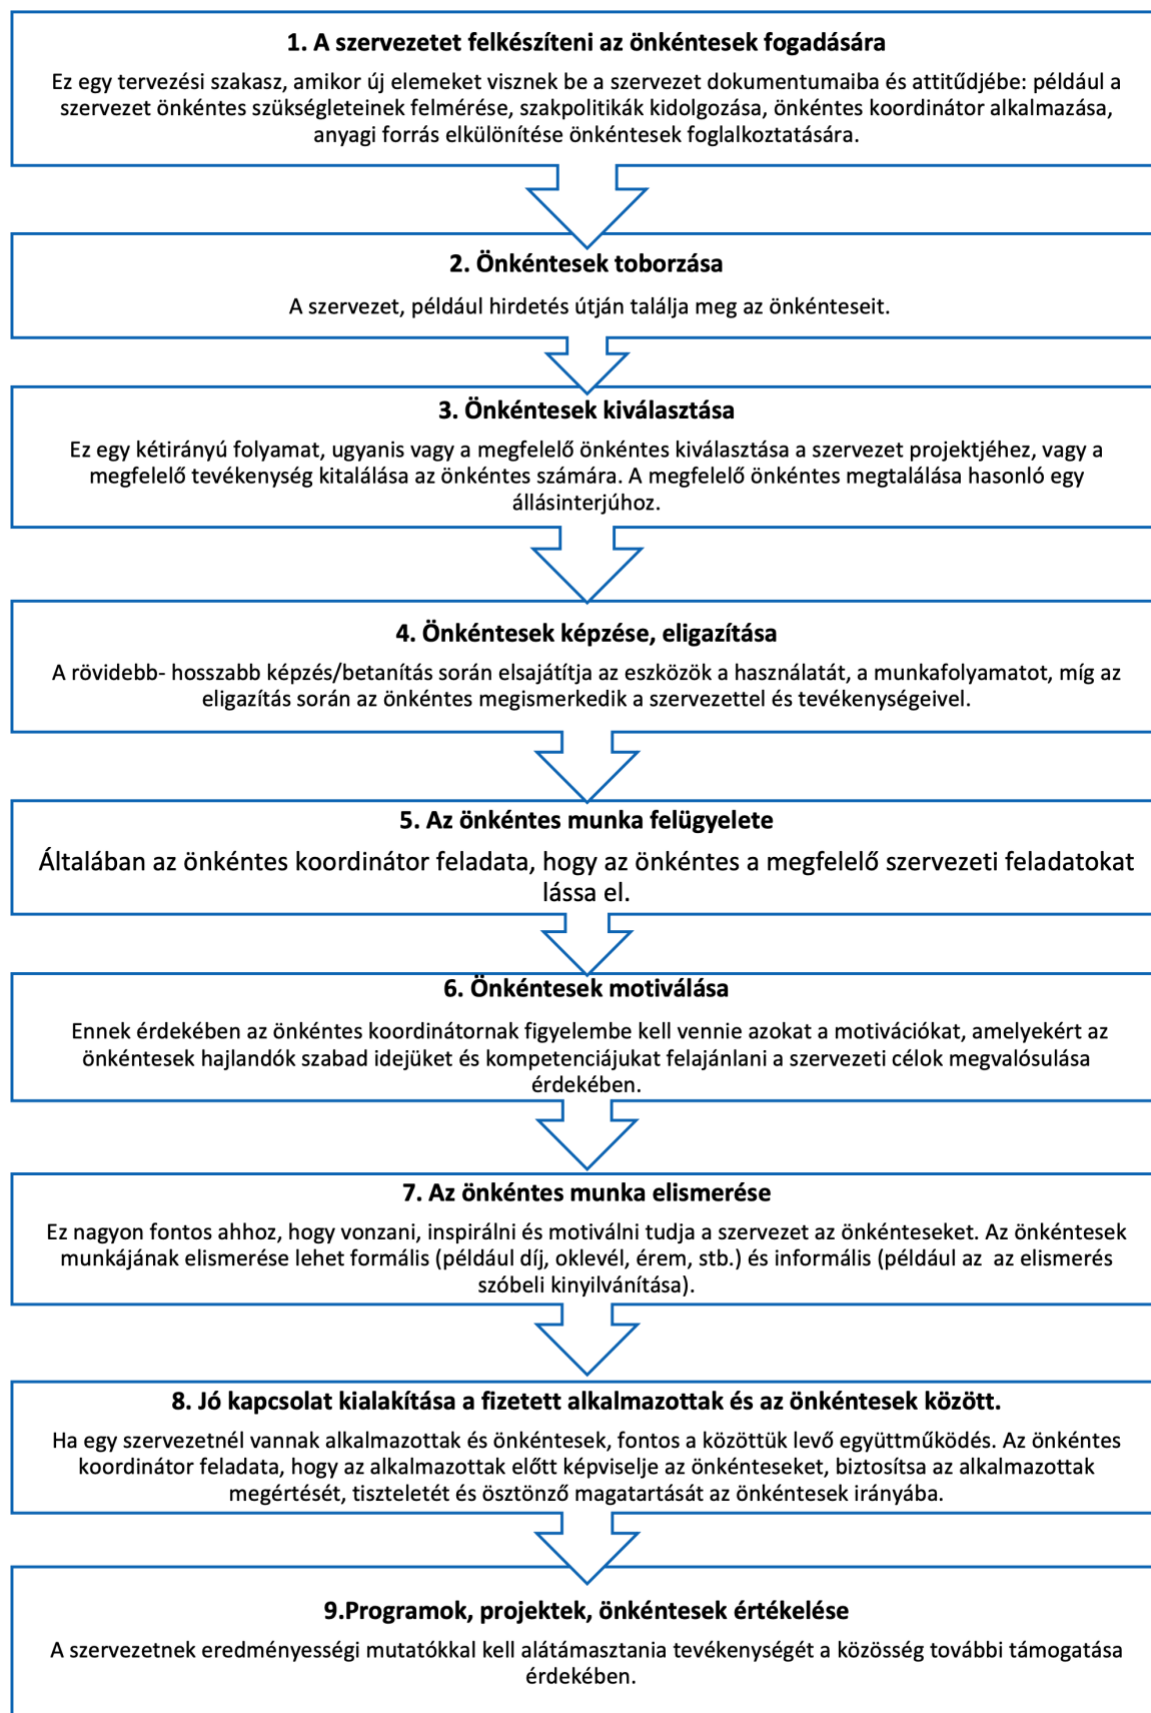 1. A szervezetet felkészíteni az önkéntesek fogadására
Ez egy tervezési szakasz, amikor új elemeket visznek be a szervezet dokumentumaiba és attitűdjébe: például a
szervezet önkéntes szükségleteinek felmérése, szakpolitikák kidolgozása, önkéntes koordinátor alkalmazása,
anyagi forrás elkülönítése önkéntesek foglalkoztatására.
2. Önkéntesek toborzása
A szervezet, például hirdetés útján találja meg az önkénteseit.
3. Önkéntesek kiválasztása
Ez egy kétirányú folyamat, ugyanis vagy a megfelelő önkéntes kiválasztása a szervezet projektjéhez, vagy a
megfelelő tevékenység kitalálása az önkéntes számára. A megfelelő önkéntes megtalálása hasonló egy
állásinterjúhoz.
4. Önkéntesek képzése, eligazítása
A rövidebb- hosszabb képzés/betanítás során elsajátítja az eszközök a használatát, a munkafolyamatot, míg az
eligazítás során az önkéntes megismerkedik a szervezettel és tevékenységeivel.
5. Az önkéntes munka felügyelete
Általában az önkéntes koordinátor feladata, hogy az önkéntes a megfelelő szervezeti feladatokat
lássa el.
6. Önkéntesek motiválása
Ennek érdekében az önkéntes koordinátornak figyelembe kell vennie azokat a motivációkat, amelyekért az
önkéntesek hajlandók szabad idejüket és kompetenciájukat felajánlani a szervezeti célok megvalósulása
érdekében.
7. Az önkéntes munka elismerése
Ez nagyon fontos ahhoz, hogy vonzani, inspirálni és motiválni tudja a szervezet az önkénteseket. Az önkéntesek
munkájának elismerése lehet formális (például díj, oklevél, érem, stb.) és informális (például az  az elismerés
szóbeli kinyilvánítása).
8. Jó kapcsolat kialakítása a fizetett alkalmazottak és az önkéntesek között.
Ha egy szervezetnél vannak alkalmazottak és önkéntesek, fontos a közöttük levő együttműködés. Az önkéntes
koordinátor feladata, hogy az alkalmazottak előtt képviselje az önkénteseket, biztosítsa az alkalmazottak
megértését, tiszteletét és ösztönző magatartását az önkéntesek irányába.
9.Programok, projektek, önkéntesek értékelése
A szervezetnek eredményességi mutatókkal kell alátámasztania tevékenységét a közösség további támogatása
érdekében.